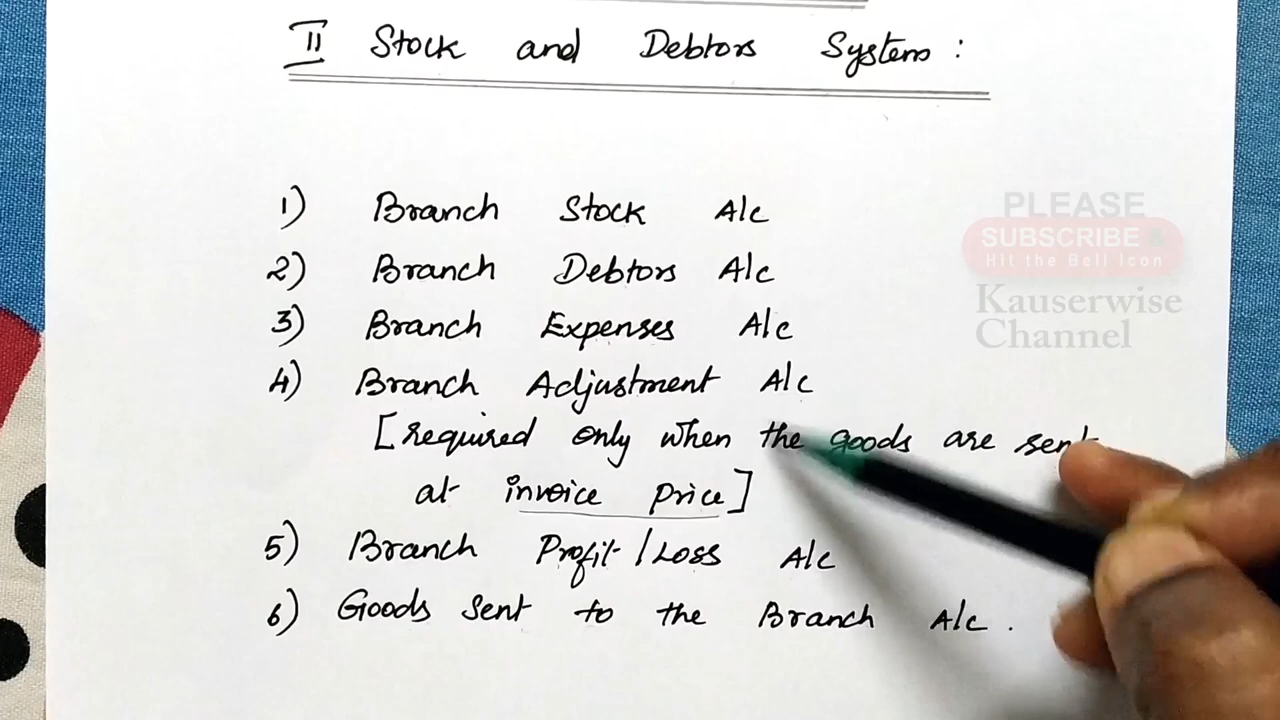 II Stock and Debtors System:
1) Branch Stock A/c
2) Branch Debtors A/c
3) Branch Expenses A/c
4) Branch Adjustment A/c
[required only when the goods are sent
at invoice price]
5) Branch Profit/Loss A/c
6) Goods sent to the Branch A/c.
PLEASE
SUBSCRIBE
Hit the Bell Icon
Kauserwise
Channel